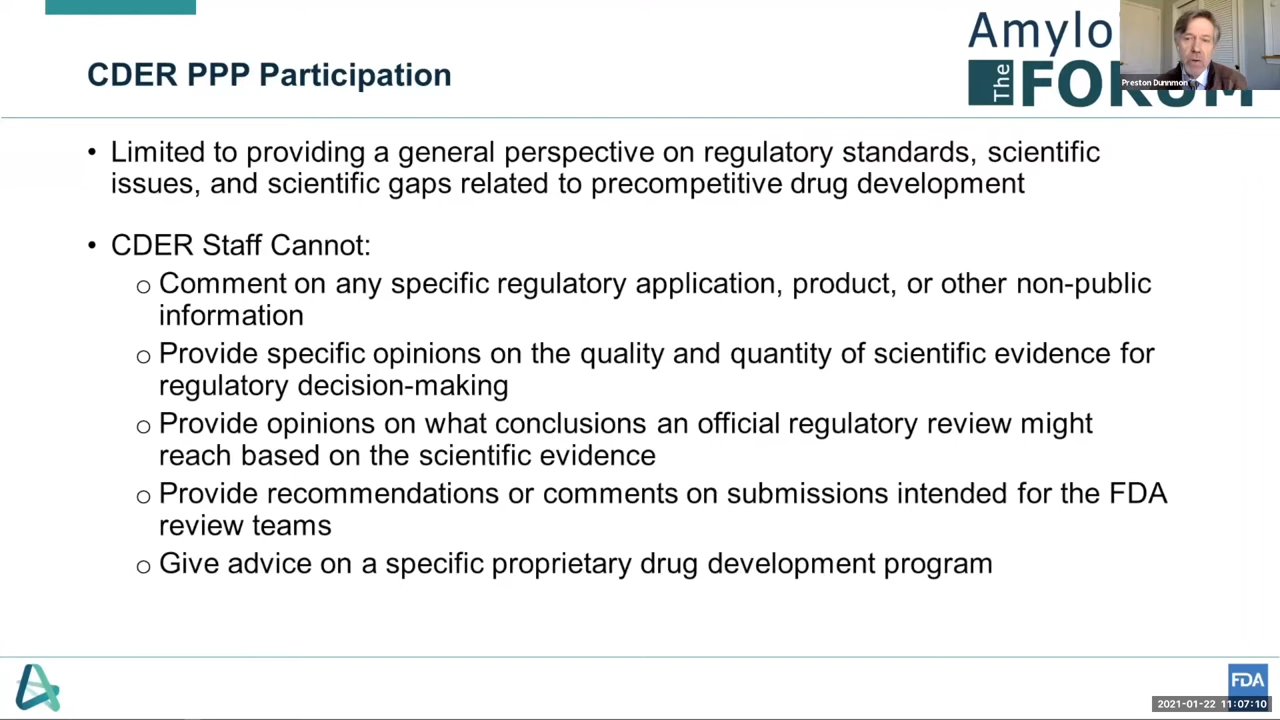 CDER PPP Participation
Amylo
The FORUM
Preston Dunnmon
• Limited to providing a general perspective on regulatory standards, scientific
issues, and scientific gaps related to precompetitive drug development
• CDER Staff Cannot:
o Comment on any specific regulatory application, product, or other non-public
information
o Provide specific opinions on the quality and quantity of scientific evidence for
regulatory decision-making
o Provide opinions on what conclusions an official regulatory review might
reach based on the scientific evidence
o Provide recommendations or comments on submissions intended for the FDA
review teams
o Give advice on a specific proprietary drug development program
FDA
2021-01-22 11:07:10